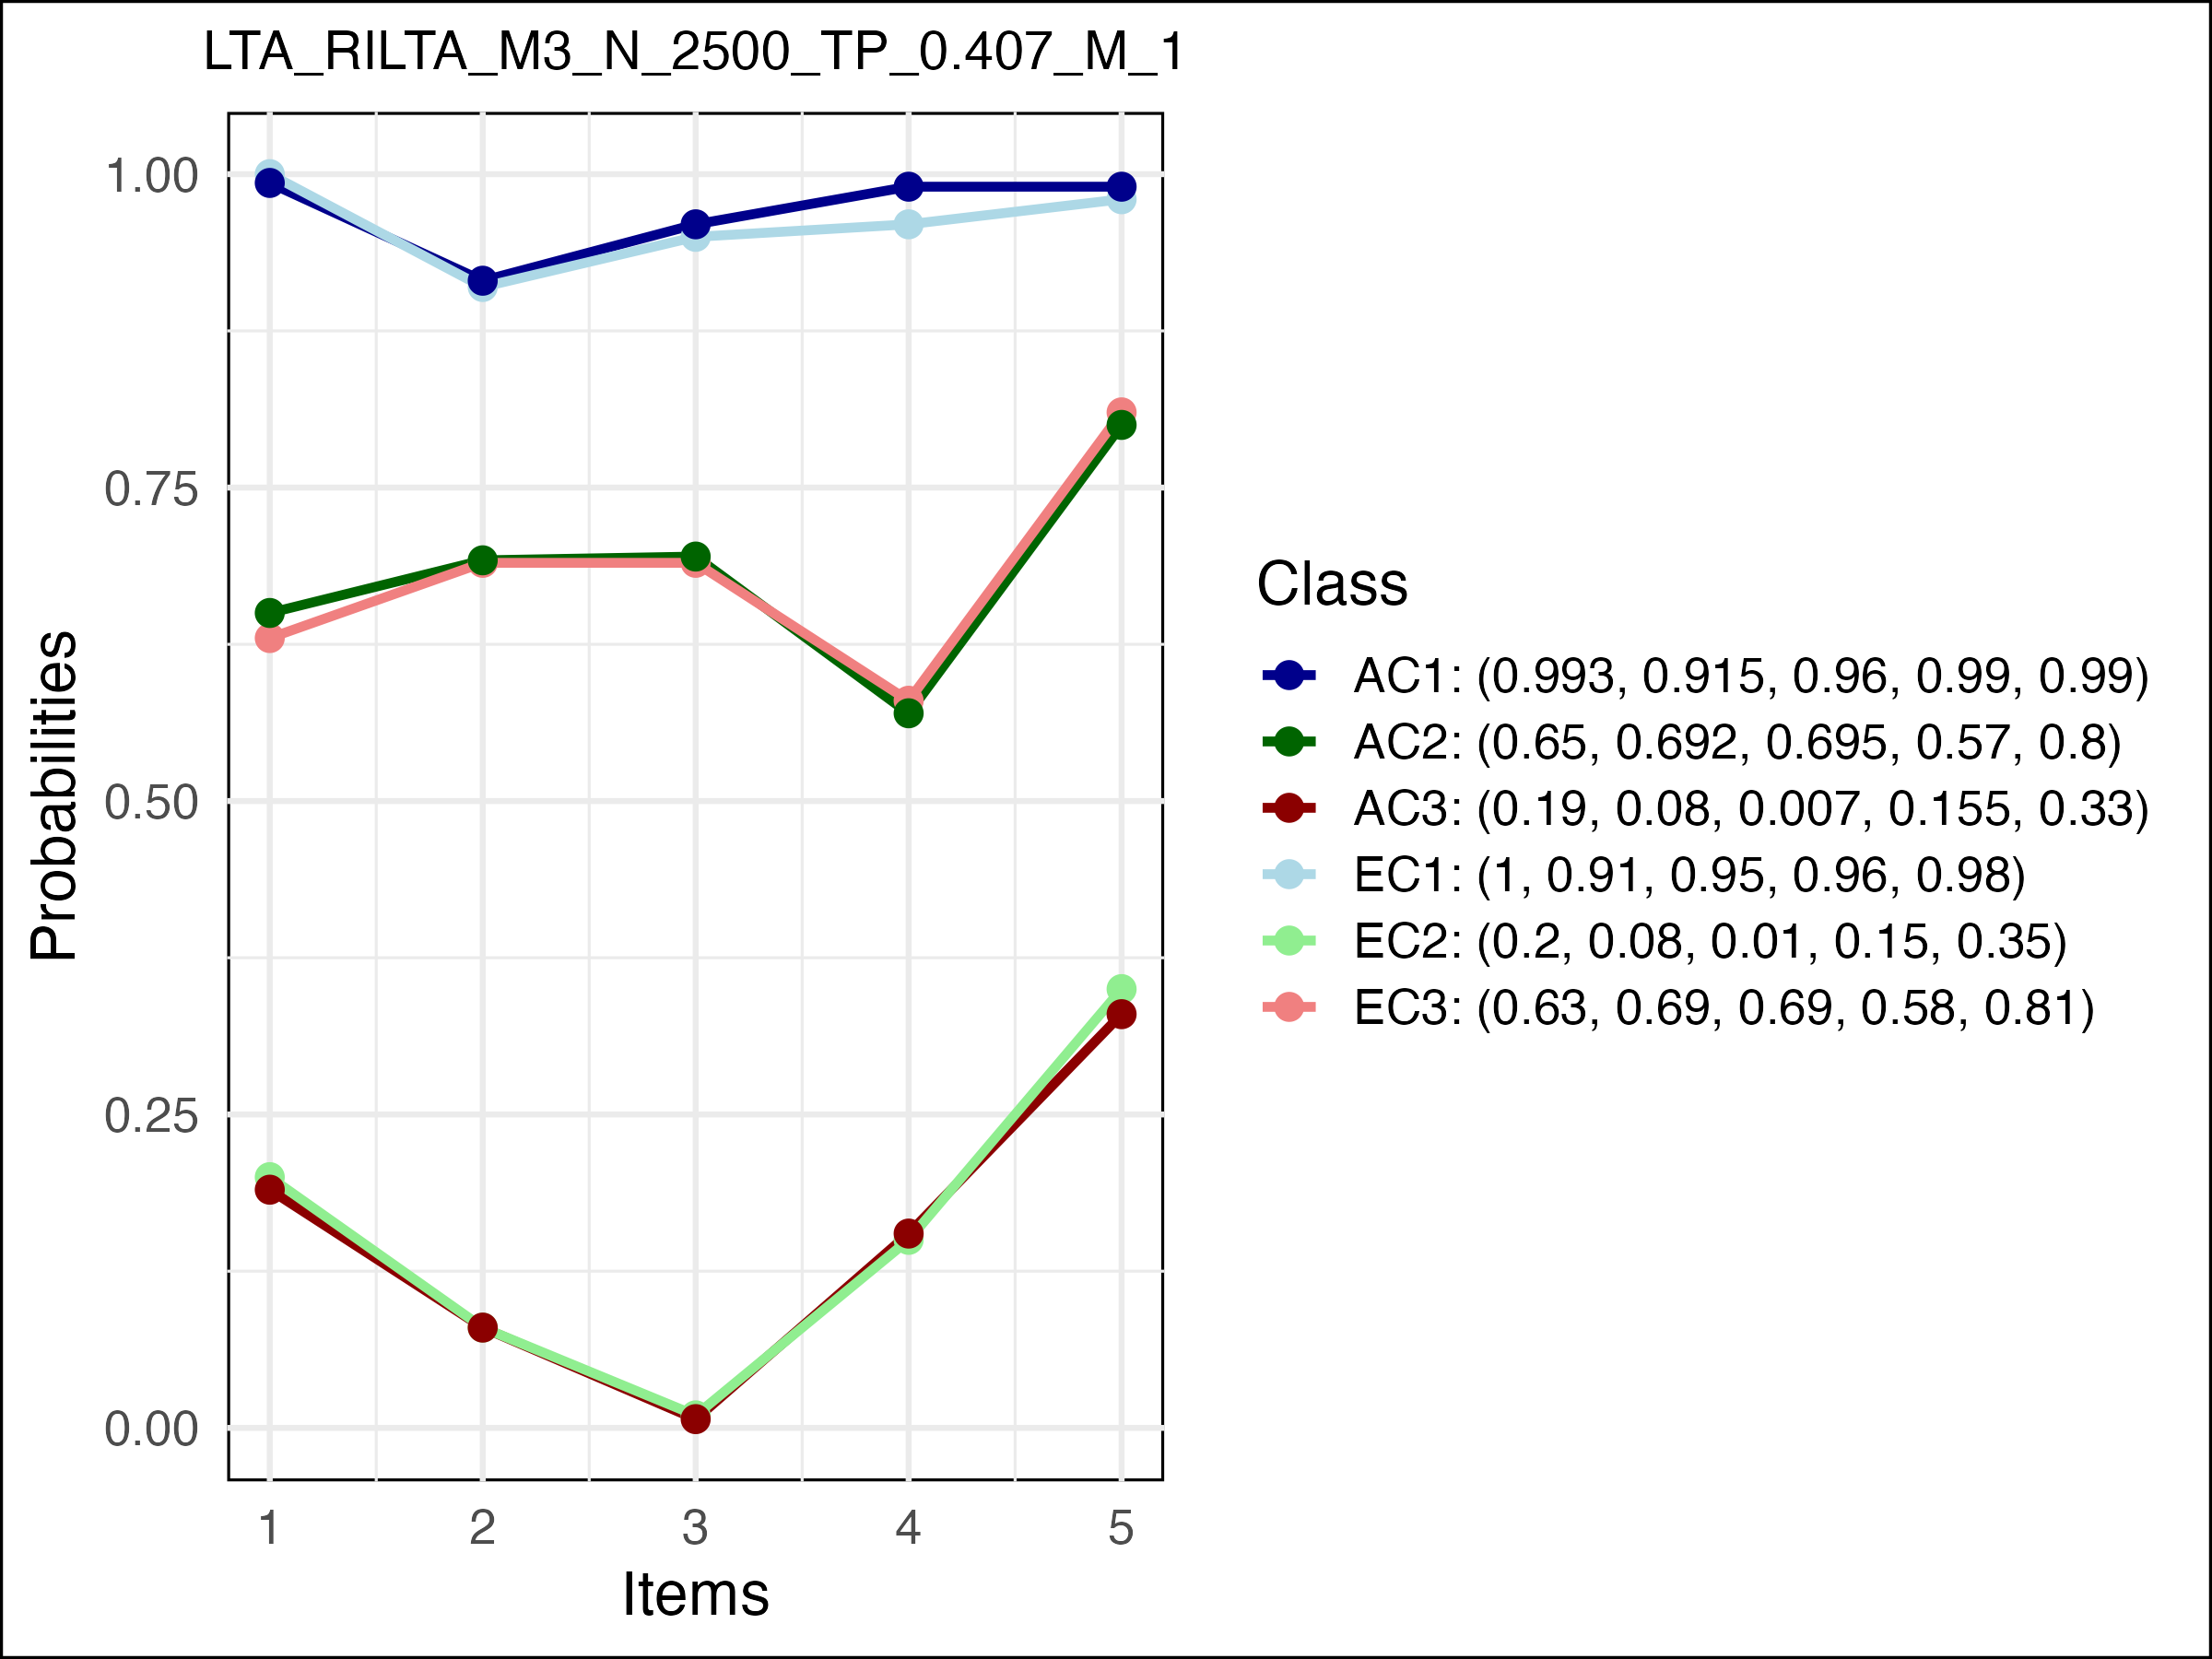 LTA_RILTA_M3_N_2500_TP_0.407_M_1
1.00
0.75
0.50
0.25
0.00
Probabilities
1 2 3 4 5
Items
Class
AC1: (0.993, 0.915, 0.96, 0.99, 0.99)
AC2: (0.65, 0.692, 0.695, 0.57, 0.8)
AC3: (0.19, 0.08, 0.007, 0.155, 0.33)
EC1: (1, 0.91, 0.95, 0.96, 0.98)
EC2: (0.2, 0.08, 0.01, 0.15, 0.35)
EC3: (0.63, 0.69, 0.69, 0.58, 0.81)